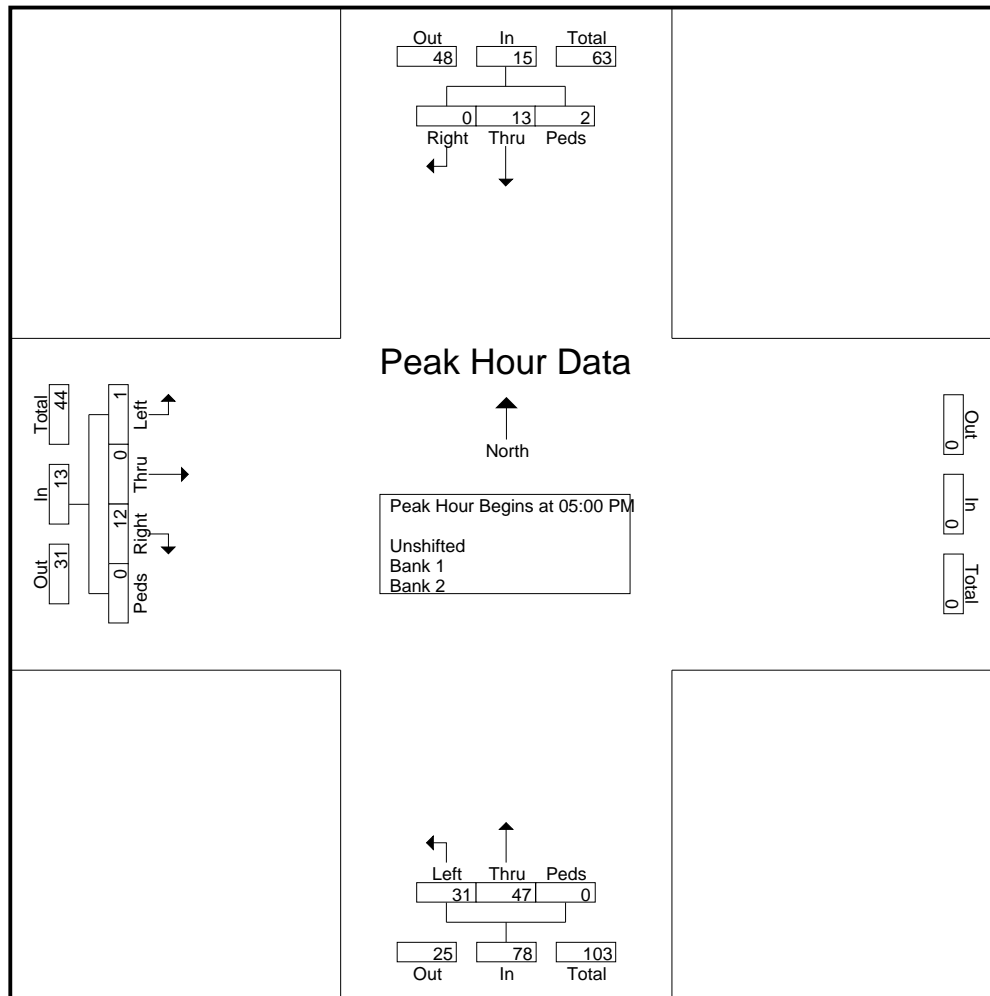 Out In Total
48 15 63
0 13 2
Right Thru Peds
Peak Hour Data
North
Peak Hour Begins at 05:00 PM
Unshifted
Bank 1
Bank 2
Total In Out
44 13 31
1 0 12 0
Left Thru Right Peds
Out In Total
0 0 0
Left Thru Peds
31 47 0
25 78 103
Out In Total